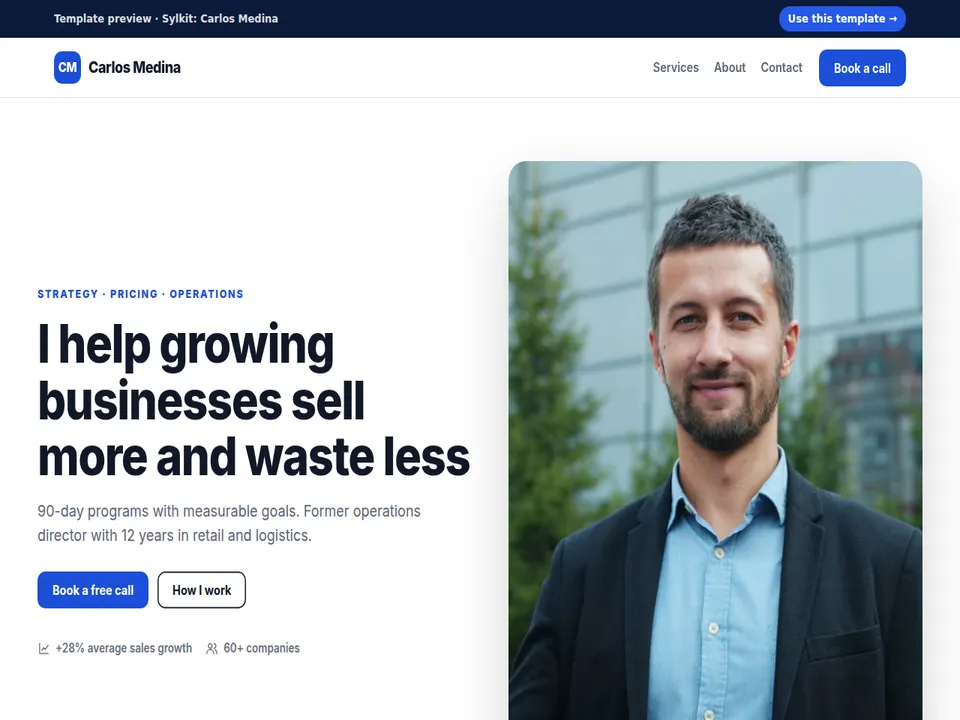 Template preview · Sylkit: Carlos Medina
Use this template →
CM
Carlos Medina
Services
About
Contact
Book a call
STRATEGY · PRICING · OPERATIONS
I help growing
businesses sell
more and waste less
90-day programs with measurable goals. Former operations
director with 12 years in retail and logistics.
Book a free call
How I work
+28% average sales growth
60+ companies